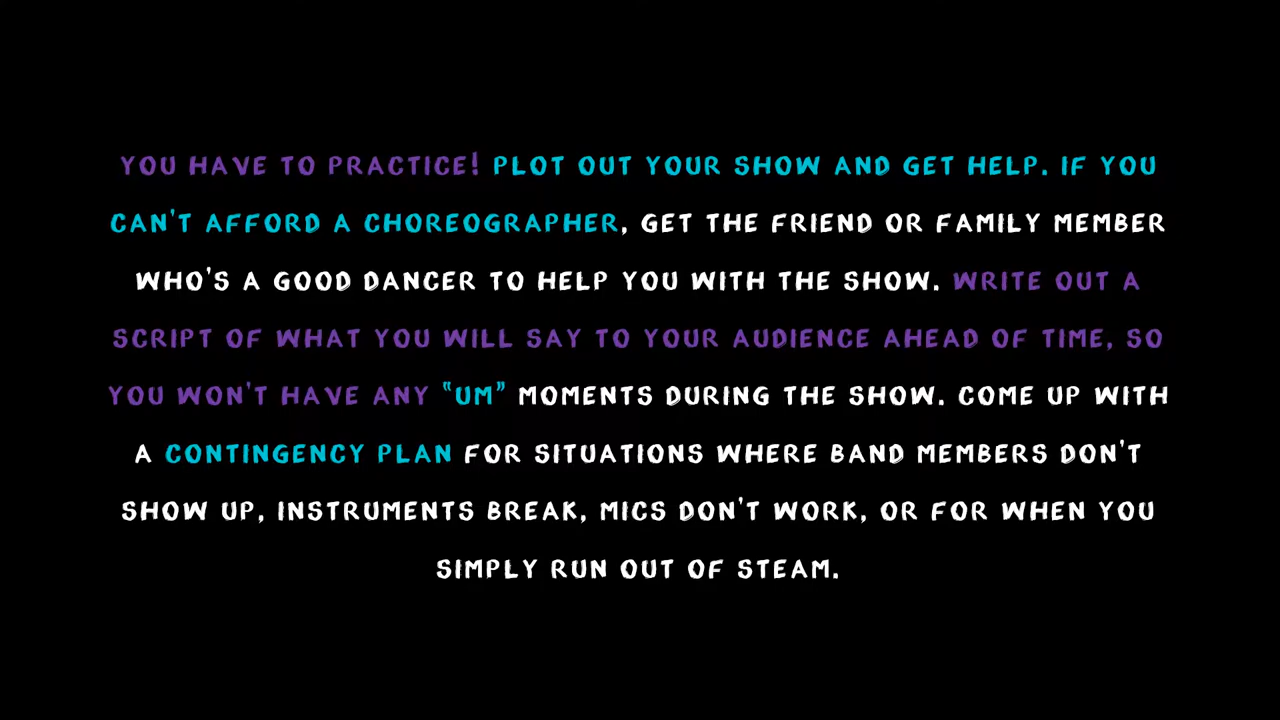 YOU HAVE TO PRACTICE! PLOT OUT YOUR SHOW AND GET HELP. IF YOU
CAN'T AFFORD A CHOREOGRAPHER, GET THE FRIEND OR FAMILY MEMBER
WHO'S A GOOD DANCER TO HELP YOU WITH THE SHOW. WRITE OUT A
SCRIPT OF WHAT YOU WILL SAY TO YOUR AUDIENCE AHEAD OF TIME, SO
YOU WON'T HAVE ANY "UM" MOMENTS DURING THE SHOW. COME UP WITH
A CONTINGENCY PLAN FOR SITUATIONS WHERE BAND MEMBERS DON'T
SHOW UP, INSTRUMENTS BREAK, MICS DON'T WORK, OR FOR WHEN YOU
SIMPLY RUN OUT OF STEAM.